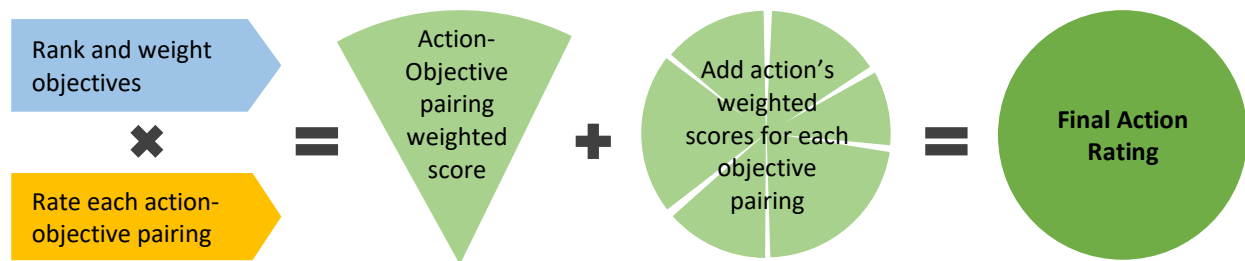 Rank and weight
objectives
Rate each action-
objective pairing
Action-
Objective
pairing
weighted
score
Add action’s
weighted
scores for each
objective
pairing
Final Action
Rating